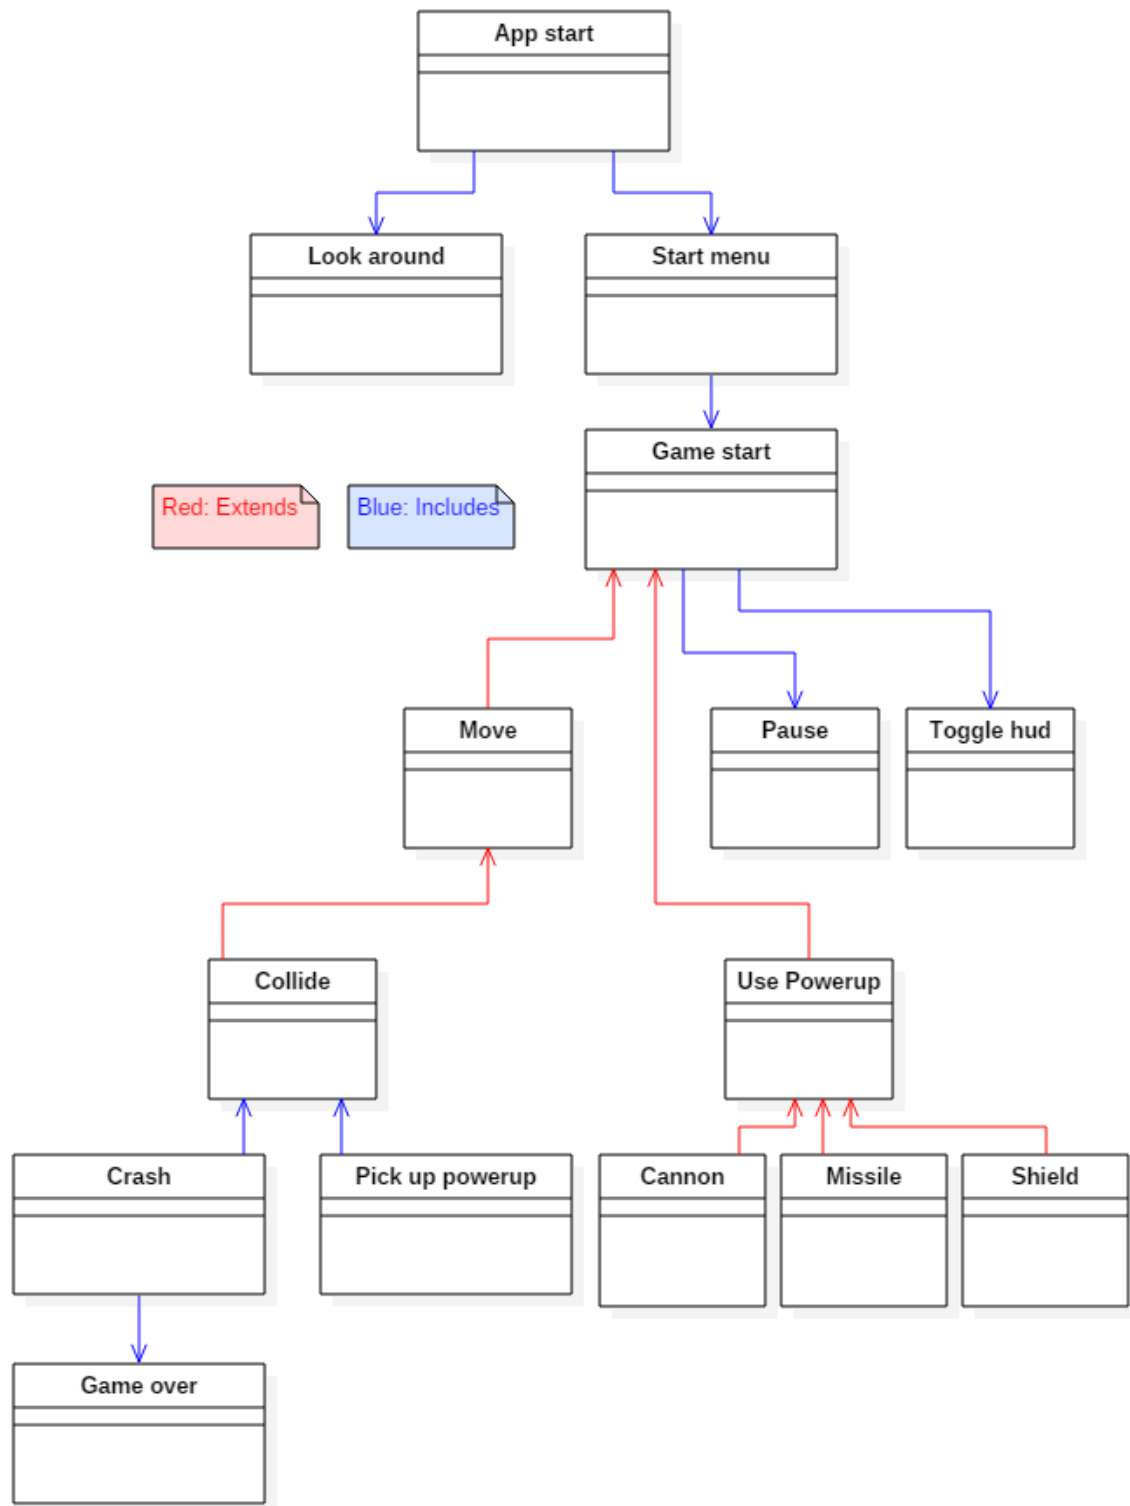 App start
Look around
Start menu
Game start
Red: Extends
Blue: Includes
Move
Pause
Toggle hud
Collide
Use Powerup
Crash
Pick up powerup
Cannon
Missile
Shield
Game over